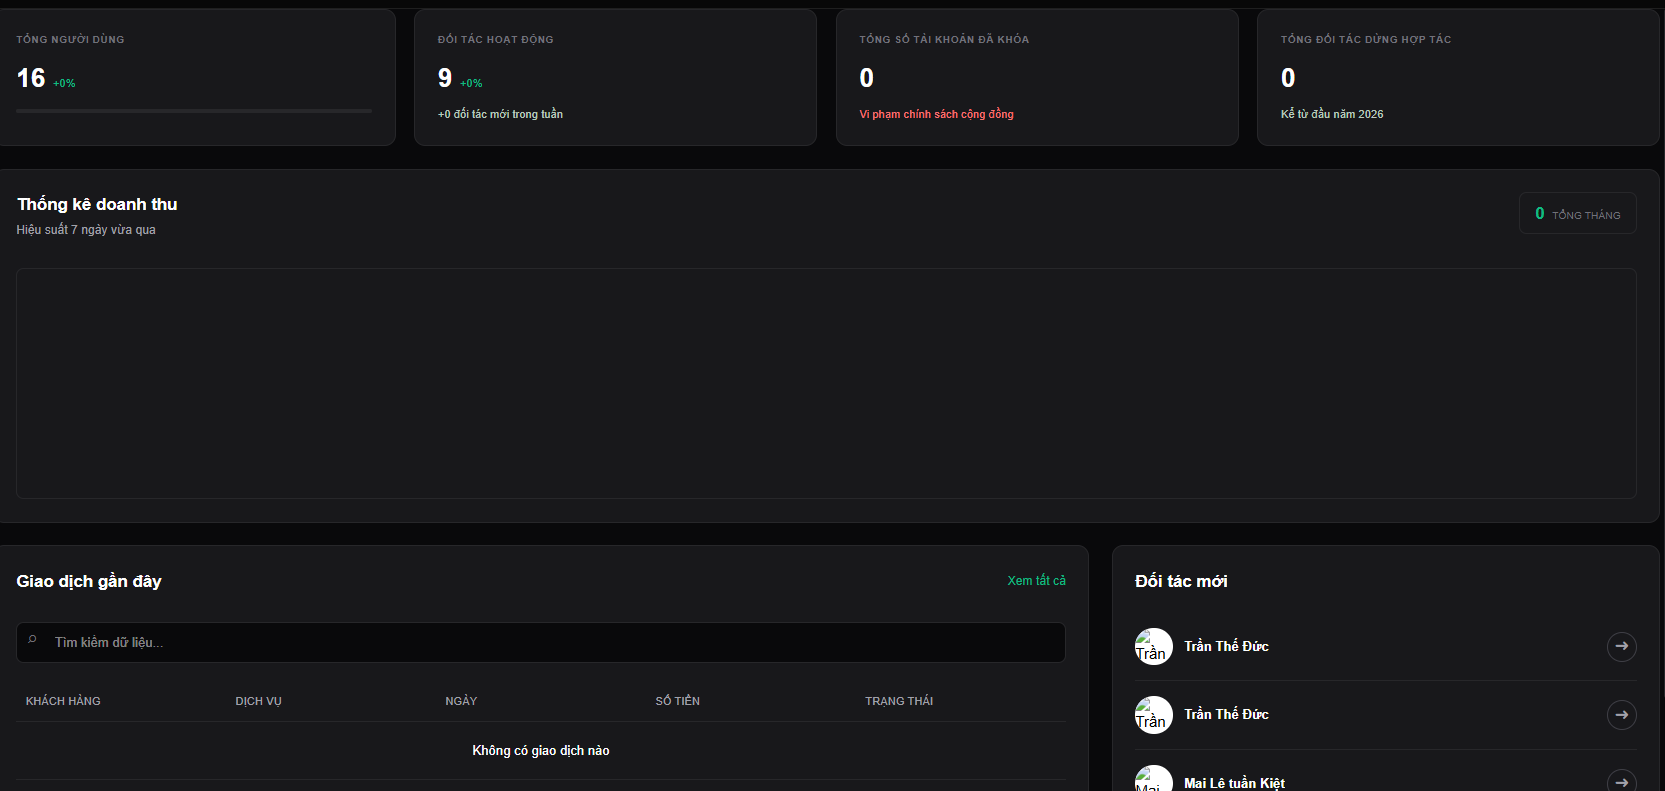 TỔNG NGƯỜI DÙNG
16 +0%
ĐỐI TÁC HOẠT ĐỘNG
9 +0%
+0 đối tác mới trong tuần
TỔNG SỐ TÀI KHOẢN ĐÃ KHÓA
0
Vi phạm chính sách cộng đồng
TỔNG ĐỐI TÁC DỪNG HỢP TÁC
0
Kể từ đầu năm 2026
Thống kê doanh thu
Hiệu suất 7 ngày vừa qua
0 TỔNG THÁNG
Giao dịch gần đây
Xem tất cả
Tìm kiếm dữ liệu...
KHÁCH HÀNG DỊCH VỤ NGÀY SỐ TIỀN TRẠNG THÁI
Không có giao dịch nào
Đối tác mới
Trần Trần Thế Đức
Trần Trần Thế Đức
Mai Mai Lê tuấn Kiệt